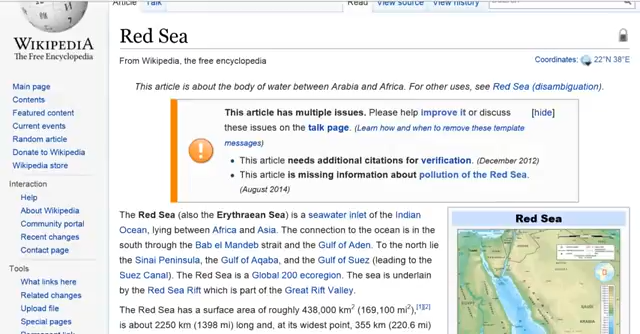 Article Talk Read View source View history
WIKIPEDIA
The Free Encyclopedia
Main page
Contents
Featured content
Current events
Random article
Donate to Wikipedia
Wikipedia store
Interaction
Help
About Wikipedia
Community portal
Recent changes
Contact page
Tools
What links here
Related changes
Upload file
Special pages
Red Sea
From Wikipedia, the free encyclopedia
Coordinates: 22°N 38°E
This article is about the body of water between Arabia and Africa. For other uses, see Red Sea (disambiguation).
This article has multiple issues. Please help improve it or discuss [hide]
these issues on the talk page. (Learn how and when to remove these template
messages)
• This article needs additional citations for verification. (December 2012)
• This article is missing information about pollution of the Red Sea.
(August 2014)
The Red Sea (also the Erythraean Sea) is a seawater inlet of the Indian
Ocean, lying between Africa and Asia. The connection to the ocean is in the
south through the Bab el Mandeb strait and the Gulf of Aden. To the north lie
the Sinai Peninsula, the Gulf of Aqaba, and the Gulf of Suez (leading to the
Suez Canal). The Red Sea is a Global 200 ecoregion. The sea is underlain
by the Red Sea Rift which is part of the Great Rift Valley.
The Red Sea has a surface area of roughly 438,000 km² (169,100 mi²),[1][2]
is about 2250 km (1398 mi) long and, at its widest point, 355 km (220.6 mi)
Red Sea